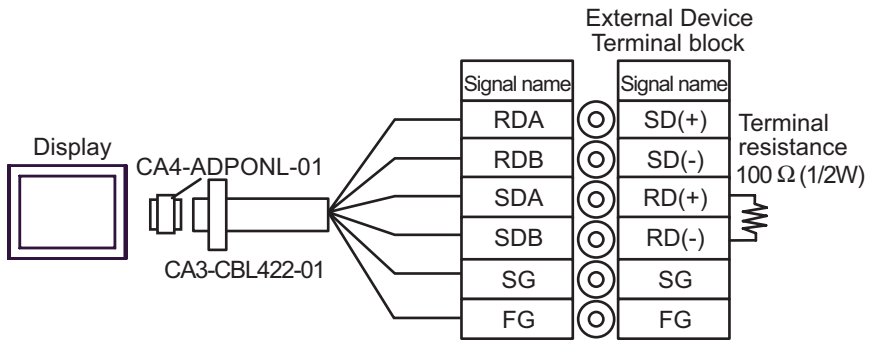 External Device
Terminal block
Signal name Signal name
RDA SD(+)
RDB SD(-)
SDA RD(+)
SDB RD(-)
SG SG
FG FG
Terminal
resistance
100 Ω (1/2W)
Display
CA4-ADPONL-01
CA3-CBL422-01